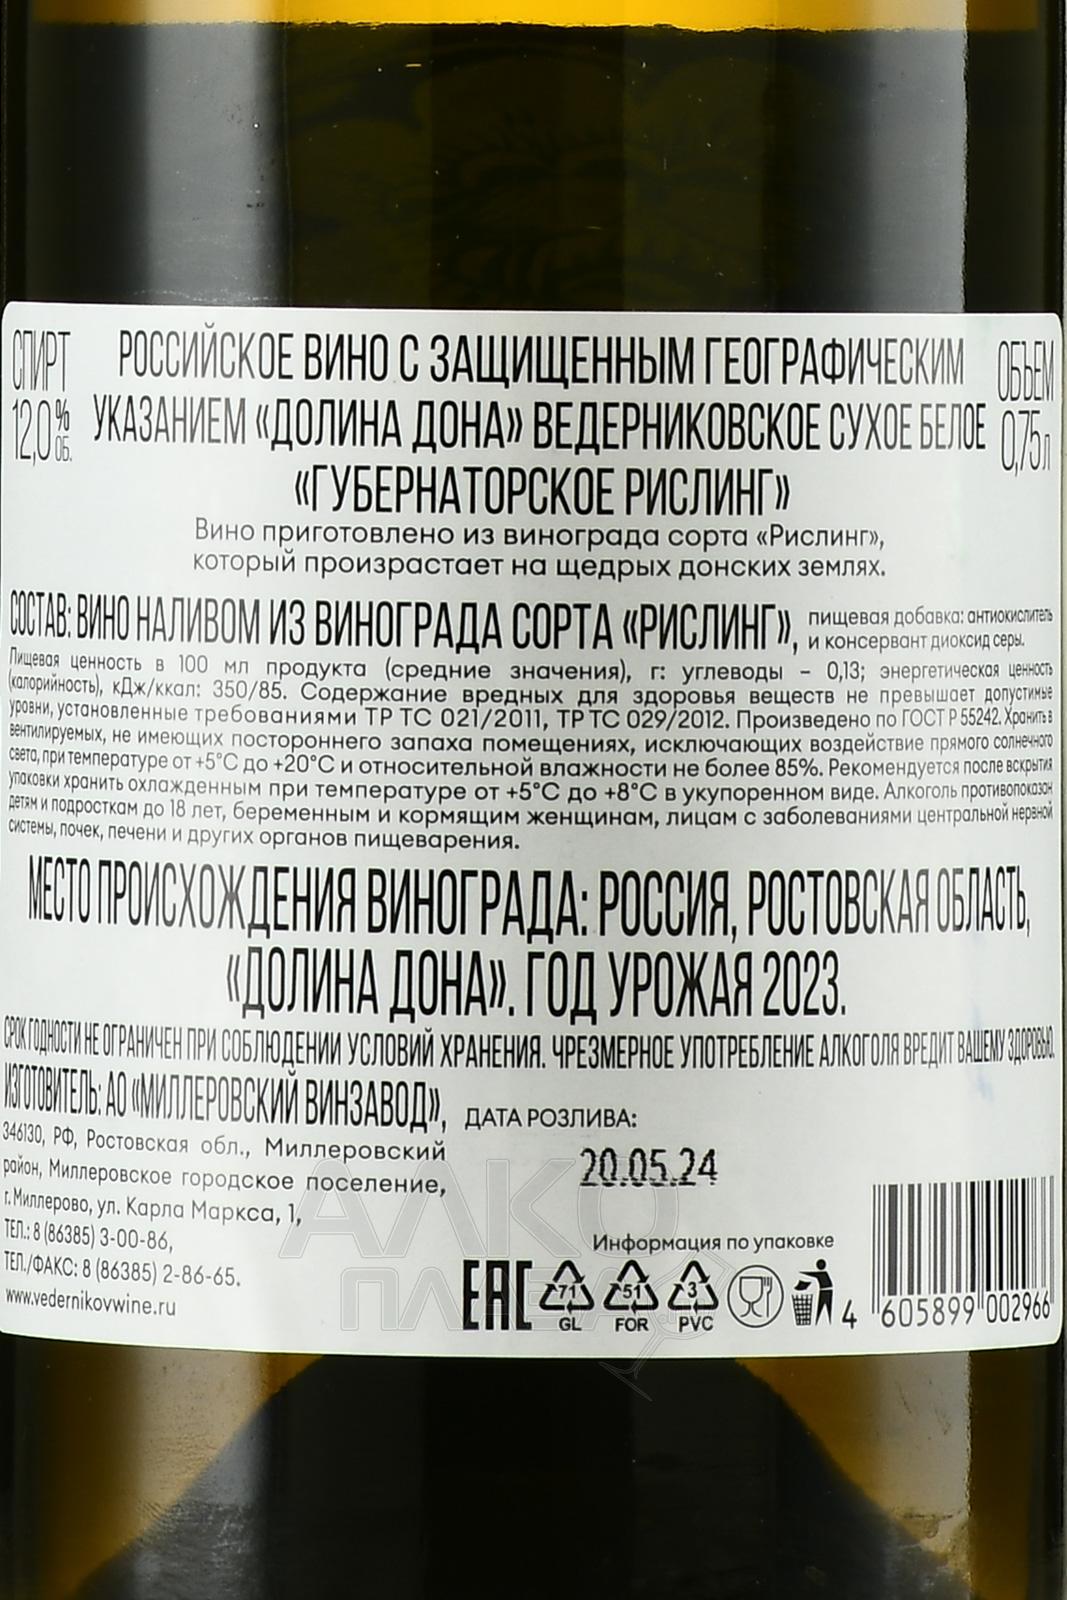 СПИРТ
12,0 % ОБ.
РОССИЙСКОЕ ВИНО С ЗАЩИЩЕННЫМ ГЕОГРАФИЧЕСКИМ
УКАЗАНИЕМ «ДОЛИНА ДОНА» ВЕДЕРНИКОВСКОЕ СУХОЕ БЕЛОЕ
«ГУБЕРНАТОРСКОЕ РИСЛИНГ»
ОБЪЕМ
0,75 л
Вино приготовлено из винограда сорта «Рислинг»,
который произрастает на щедрых донских землях.
СОСТАВ: ВИНО НАЛИВОМ ИЗ ВИНОГРАДА СОРТА «РИСЛИНГ», пищевая добавка: антиокислитель
и консервант диоксид серы.
Пищевая ценность в 100 мл продукта (средние значения), г: углеводы – 0,13; энергетическая ценность
(калорийность), кДж/ккал: 350/85. Содержание вредных для здоровья веществ не превышает допустимые
уровни, установленные требованиями ТР ТС 021/2011, ТР ТС 029/2012. Произведено по ГОСТ Р 55242. Хранить в
вентилируемых, не имеющих постороннего запаха помещениях, исключающих воздействие прямого солнечного
света, при температуре от +5°С до +20°С и относительной влажности не более 85%. Рекомендуется после вскрытия
упаковки хранить охлажденным при температуре от +5°С до +8°С в укупоренном виде. Алкоголь противопоказан
детям и подросткам до 18 лет, беременным и кормящим женщинам, лицам с заболеваниями центральной нервной
системы, почек, печени и других органов пищеварения.
МЕСТО ПРОИСХОЖДЕНИЯ ВИНОГРАДА: РОССИЯ, РОСТОВСКАЯ ОБЛАСТЬ,
«ДОЛИНА ДОНА». ГОД УРОЖАЯ 2023.
СРОК ГОДНОСТИ НЕ ОГРАНИЧЕН ПРИ СОБЛЮДЕНИИ УСЛОВИЙ ХРАНЕНИЯ. ЧРЕЗМЕРНОЕ УПОТРЕБЛЕНИЕ АЛКОГОЛЯ ВРЕДИТ ВАШЕМУ ЗДОРОВЬЮ.
ИЗГОТОВИТЕЛЬ: АО «МИЛЛЕРОВСКИЙ ВИНЗАВОД»,
346130, РФ, Ростовская обл., Миллеровский
район, Миллеровское городское поселение,
г. Миллерово, ул. Карла Маркса, 1,
ТЕЛ.: 8 (86385) 3-00-86,
ТЕЛ./ФАКС: 8 (86385) 2-86-65.
www.vedernikovwine.ru
ДАТА РОЗЛИВА:
20.05.24
Информация по упаковке
EAC
71
GL
51
FOR
3
PVC
4 605899 002966
АЛКО
ПЛАЗА